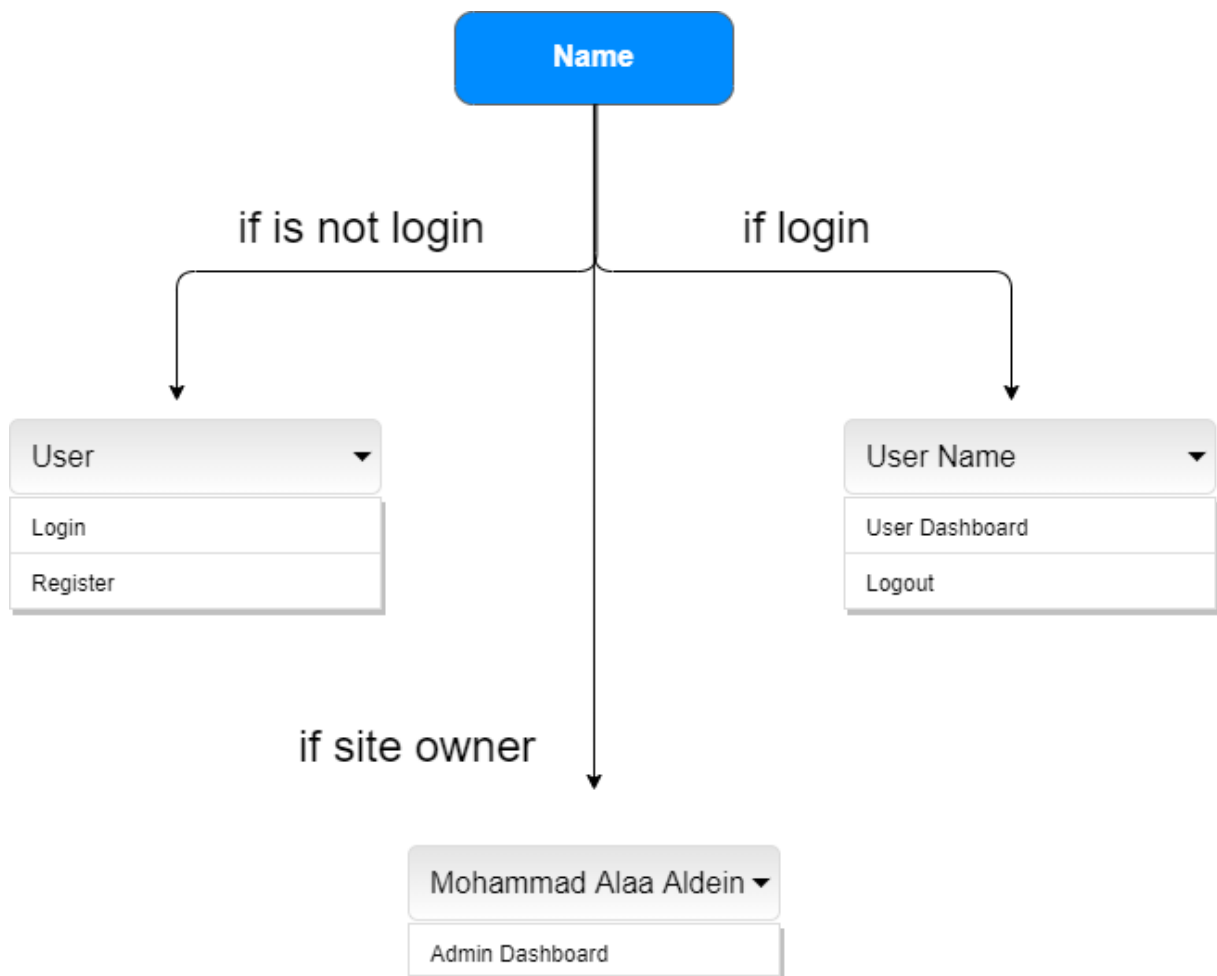 Name
if is not login
if login
User
Login
Register
User Name
User Dashboard
Logout
if site owner
Mohammad Alaa Aldein
Admin Dashboard